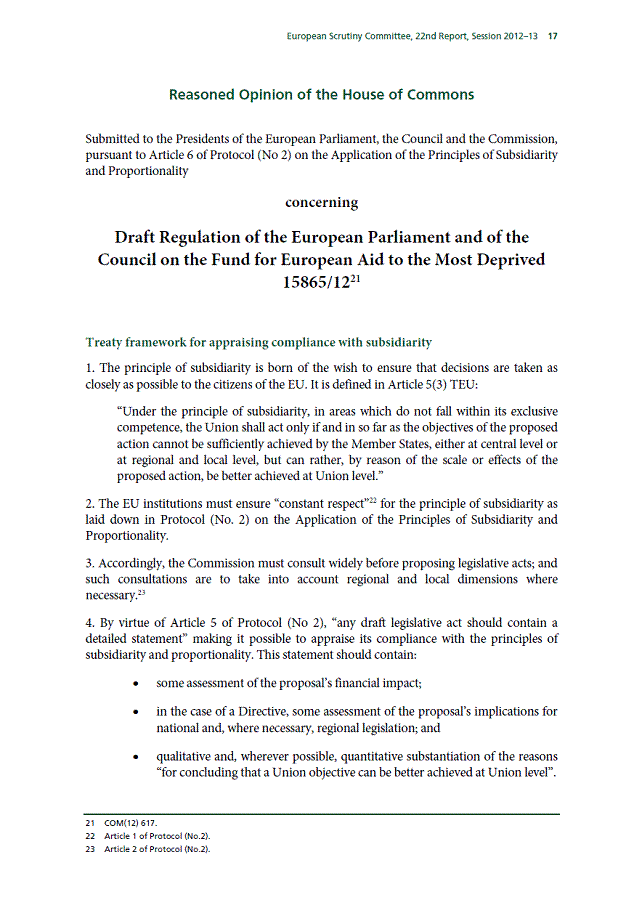 European Scrutiny Committee, 22nd Report, Session 2012–13 17
Reasoned Opinion of the House of Commons
Submitted to the Presidents of the European Parliament, the Council and the Commission,
pursuant to Article 6 of Protocol (No 2) on the Application of the Principles of Subsidiarity
and Proportionality
concerning
Draft Regulation of the European Parliament and of the
Council on the Fund for European Aid to the Most Deprived
15865/12²¹
Treaty framework for appraising compliance with subsidiarity
1. The principle of subsidiarity is born of the wish to ensure that decisions are taken as
closely as possible to the citizens of the EU. It is defined in Article 5(3) TEU:
“Under the principle of subsidiarity, in areas which do not fall within its exclusive
competence, the Union shall act only if and in so far as the objectives of the proposed
action cannot be sufficiently achieved by the Member States, either at central level or
at regional and local level, but can rather, by reason of the scale or effects of the
proposed action, be better achieved at Union level.”
2. The EU institutions must ensure “constant respect”²² for the principle of subsidiarity as
laid down in Protocol (No. 2) on the Application of the Principles of Subsidiarity and
Proportionality.
3. Accordingly, the Commission must consult widely before proposing legislative acts; and
such consultations are to take into account regional and local dimensions where
necessary.²³
4. By virtue of Article 5 of Protocol (No 2), “any draft legislative act should contain a
detailed statement” making it possible to appraise its compliance with the principles of
subsidiarity and proportionality. This statement should contain:
• some assessment of the proposal’s financial impact;
• in the case of a Directive, some assessment of the proposal’s implications for
national and, where necessary, regional legislation; and
• qualitative and, wherever possible, quantitative substantiation of the reasons
“for concluding that a Union objective can be better achieved at Union level”.
21 COM(12) 617.
22 Article 1 of Protocol (No.2).
23 Article 2 of Protocol (No.2).